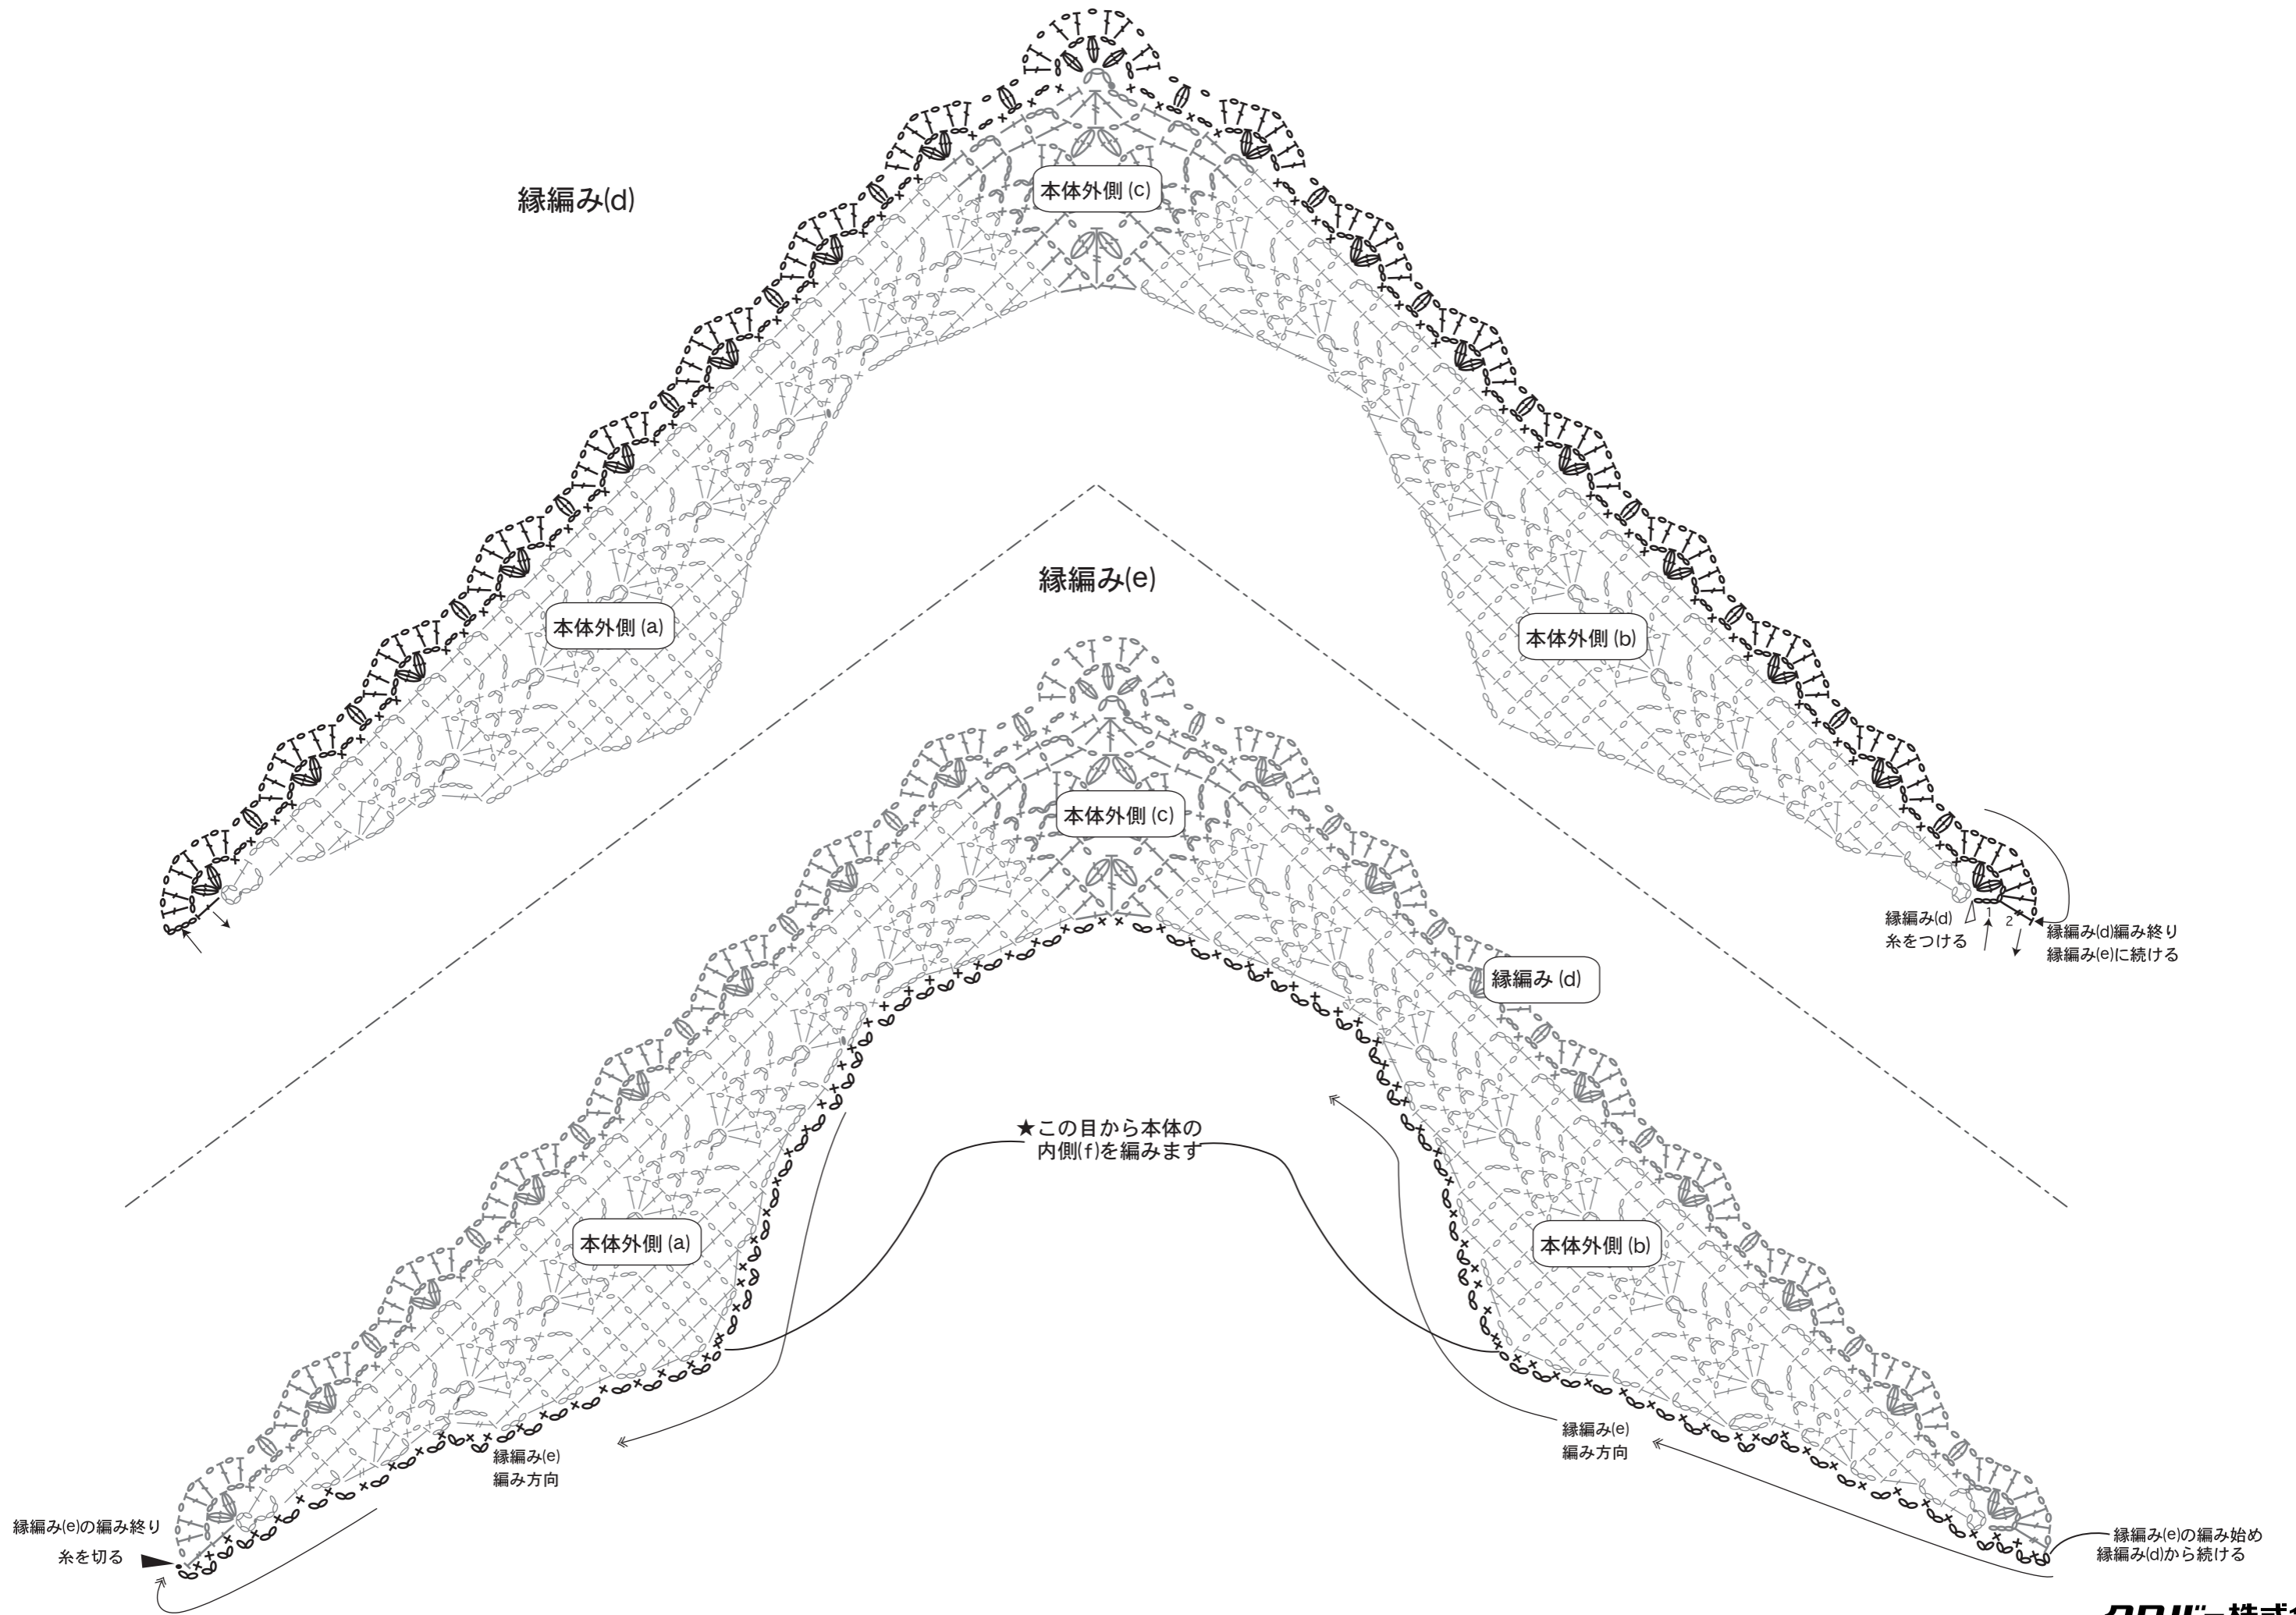 縁編み(d)
本体外側 (c)
本体外側 (a)
本体外側 (b)
縁編み(d)
糸をつける
1
2
縁編み(d)編み終り
縁編み(e)に続ける
縁編み(e)
本体外側 (c)
縁編み (d)
★この目から本体の
内側(f)を編みます
本体外側 (a)
本体外側 (b)
縁編み(e)
編み方向
縁編み(e)
編み方向
縁編み(e)の編み終り
糸を切る
縁編み(e)の編み始め
縁編み(d)から続ける